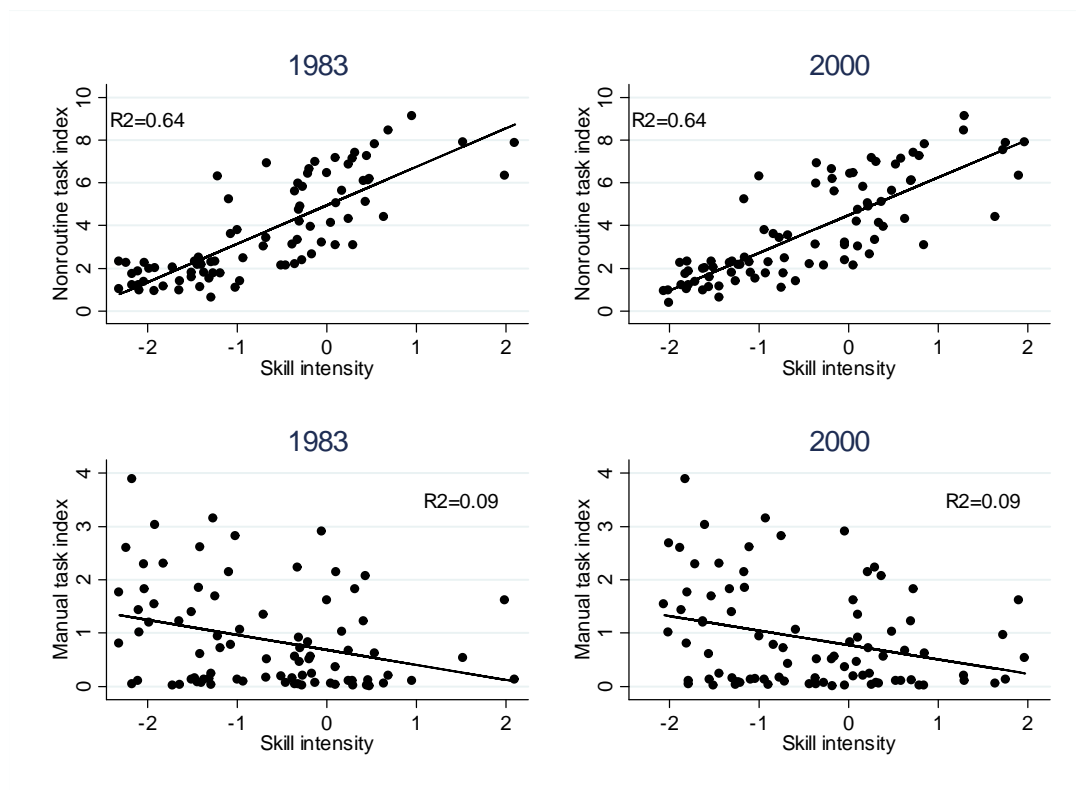 1983
Nonroutine task index
10
8
6
4
2
0
R2=0.64
-2 -1 0 1 2
Skill intensity
2000
Nonroutine task index
10
8
6
4
2
0
R2=0.64
-2 -1 0 1 2
Skill intensity
1983
Manual task index
4
3
2
1
0
R2=0.09
-2 -1 0 1 2
Skill intensity
2000
Manual task index
4
3
2
1
0
R2=0.09
-2 -1 0 1 2
Skill intensity